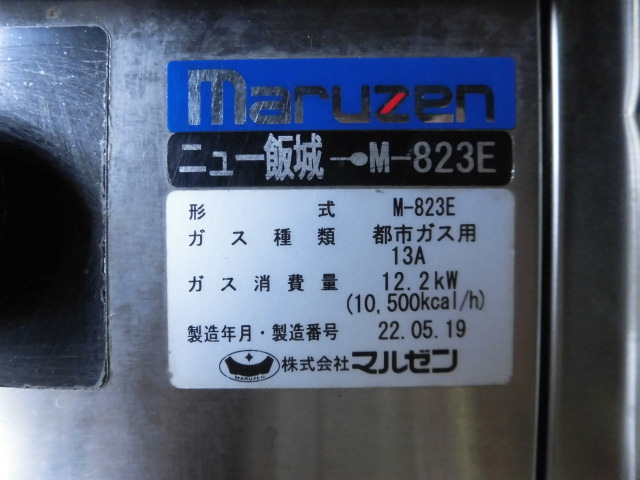 maruzen
ニュー飯城 M-823E
形式 M-823E
ガス種類 都市ガス用
13A
ガス消費量 12.2kW
(10,500kcal/h)
製造年月・製造番号 22.05.19
MARUZEN 株式会社マルゼン